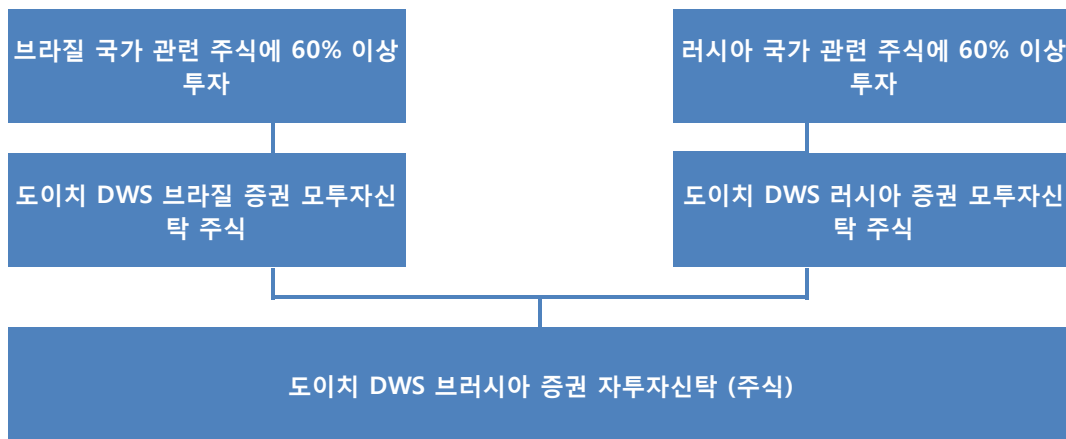 브라질 국가 관련 주식에 60% 이상
투자
러시아 국가 관련 주식에 60% 이상
투자
도이치 DWS 브라질 증권 모투자신
탁 주식
도이치 DWS 러시아 증권 모투자신
탁 주식
도이치 DWS 브러시아 증권 자투자신탁 (주식)